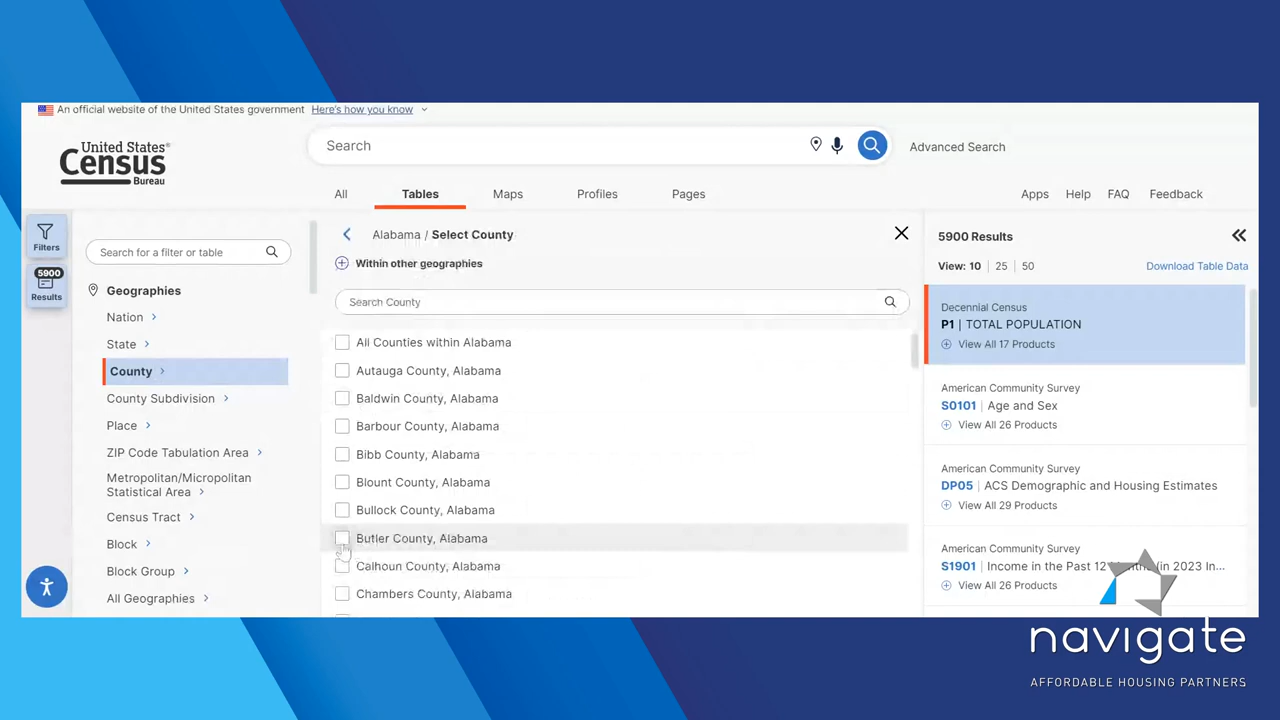 An official website of the United States government Here's how you know
United States
Census
Bureau
Search
Advanced Search
All Tables Maps Profiles Pages
Apps Help FAQ Feedback
Filters
5900
Results
Search for a filter or table
Geographies
Nation
State
County
County Subdivision
Place
ZIP Code Tabulation Area
Metropolitan/Micropolitan
Statistical Area
Census Tract
Block
Block Group
All Geographies
Alabama / Select County
Within other geographies
Search County
All Counties within Alabama
Autauga County, Alabama
Baldwin County, Alabama
Barbour County, Alabama
Bibb County, Alabama
Blount County, Alabama
Bullock County, Alabama
Butler County, Alabama
Calhoun County, Alabama
Chambers County, Alabama
5900 Results
View: 10 | 25 | 50 Download Table Data
Decennial Census
P1 | TOTAL POPULATION
View All 17 Products
American Community Survey
S0101 | Age and Sex
View All 26 Products
American Community Survey
DP05 | ACS Demographic and Housing Estimates
View All 29 Products
American Community Survey
S1901 | Income in the Past 12 Months (in 2023 In...
View All 26 Products
navigate
AFFORDABLE HOUSING PARTNERS